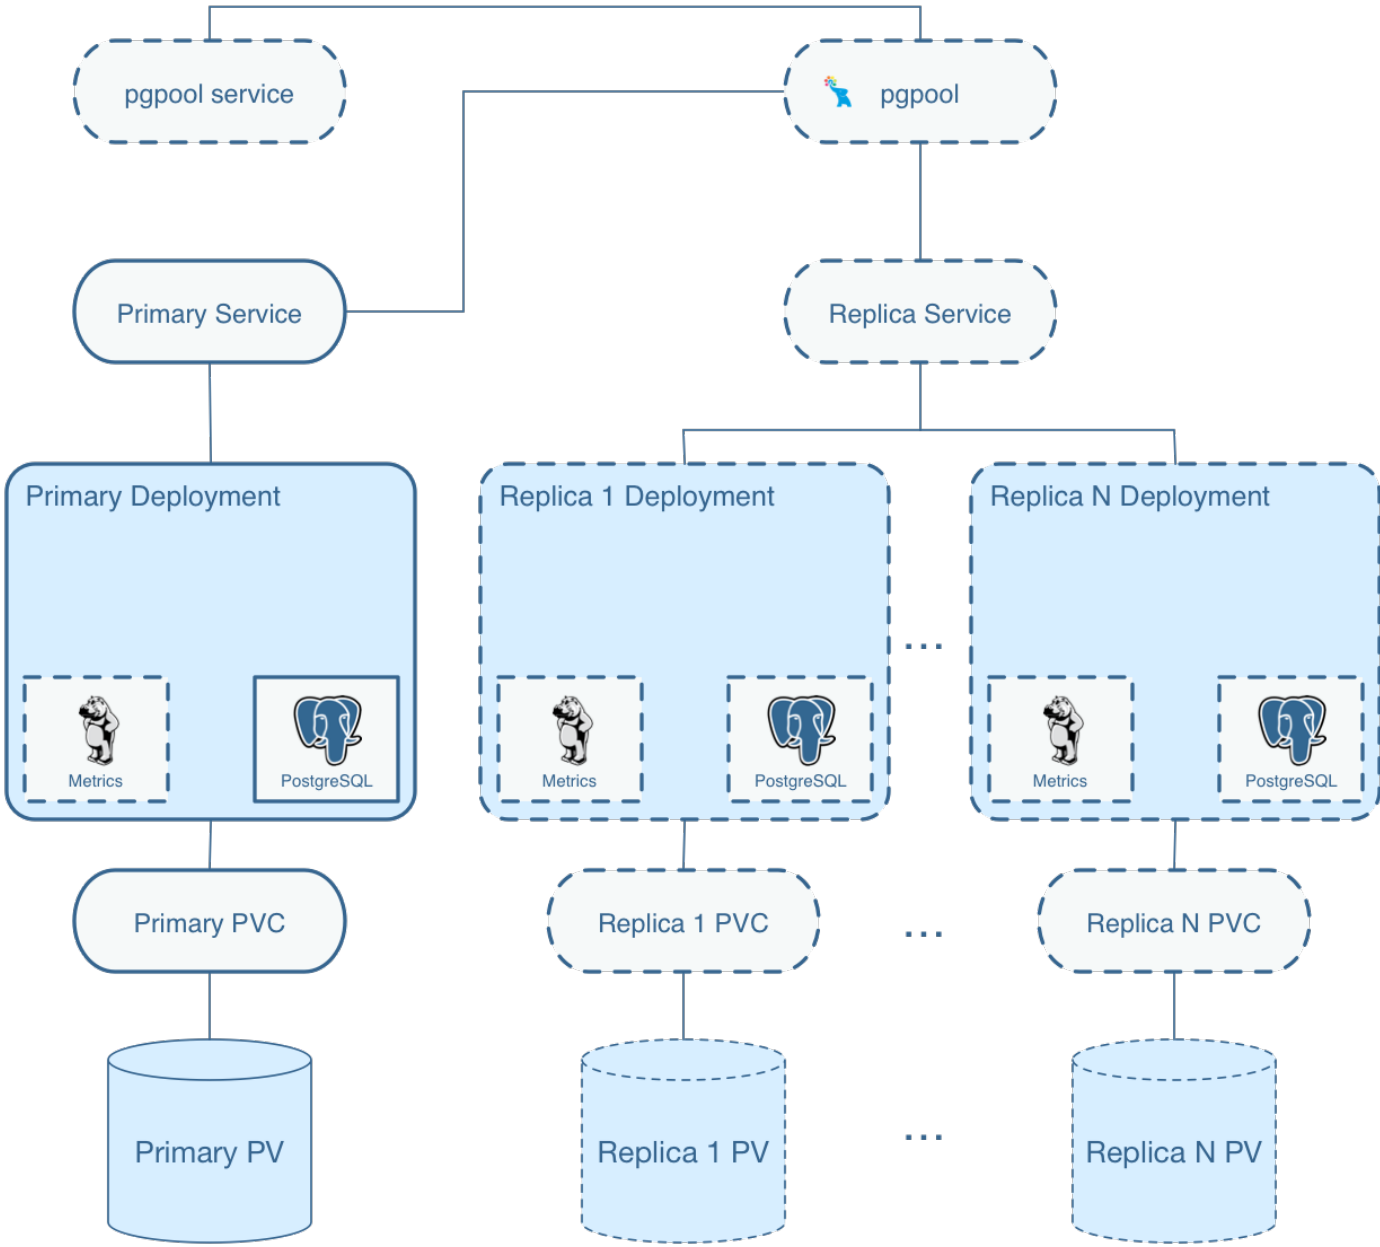 pgpool service
pgpool
Primary Service
Replica Service
Primary Deployment
Replica 1 Deployment
Replica N Deployment
...
Metrics
PostgreSQL
Metrics
PostgreSQL
Metrics
PostgreSQL
Primary PVC
Replica 1 PVC
...
Replica N PVC
Primary PV
Replica 1 PV
...
Replica N PV